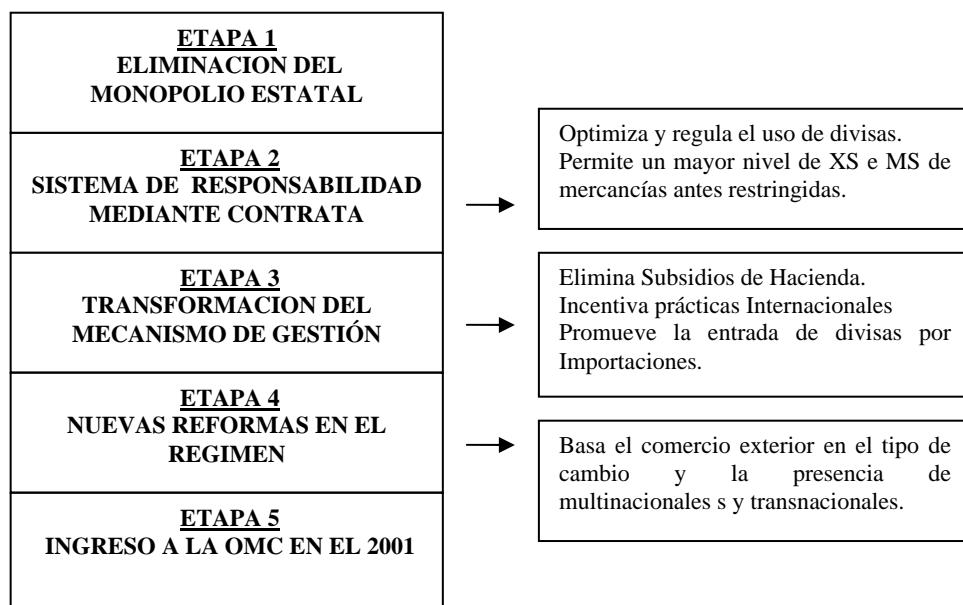 ETAPA 1
ELIMINACION DEL
MONOPOLIO ESTATAL
ETAPA 2
SISTEMA DE RESPONSABILIDAD
MEDIANTE CONTRATA
Optimiza y regula el uso de divisas.
Permite un mayor nivel de XS e MS de
mercancías antes restringidas.
ETAPA 3
TRANSFORMACION DEL
MECANISMO DE GESTIÓN
Elimina Subsidios de Hacienda.
Incentiva prácticas Internacionales
Promueve la entrada de divisas por
Importaciones.
ETAPA 4
NUEVAS REFORMAS EN EL
REGIMEN
Basa el comercio exterior en el tipo de
cambio y la presencia de
multinacionales s y transnacionales.
ETAPA 5
INGRESO A LA OMC EN EL 2001